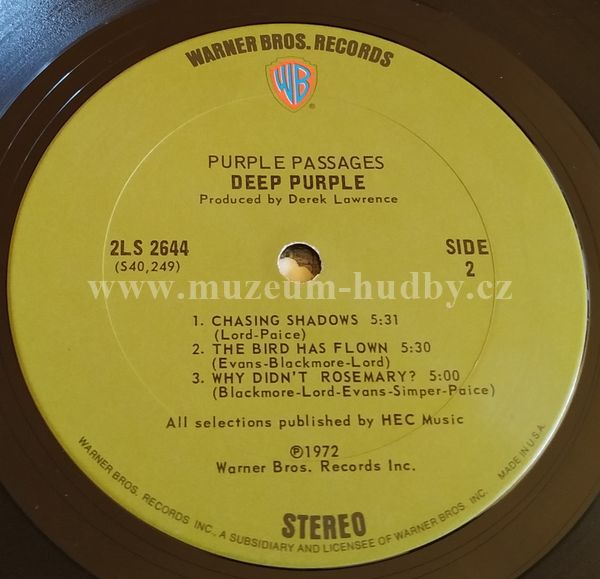 WARNER BROS. RECORDS
WB
®
PURPLE PASSAGES
DEEP PURPLE
Produced by Derek Lawrence
2LS 2644
(S40,249)
SIDE
2
www.muzeum-hudby.cz
1. CHASING SHADOWS 5:31
(Lord-Paice)
2. THE BIRD HAS FLOWN 5:30
(Evans-Blackmore-Lord)
3. WHY DIDN'T ROSEMARY? 5:00
(Blackmore-Lord-Evans-Simper-Paice)
All selections published by HEC Music
℗1972
Warner Bros. Records Inc.
STEREO
WARNER BROS. RECORDS INC., A SUBSIDIARY AND LICENSEE OF WARNER BROS. INC. MADE IN U.S.A.